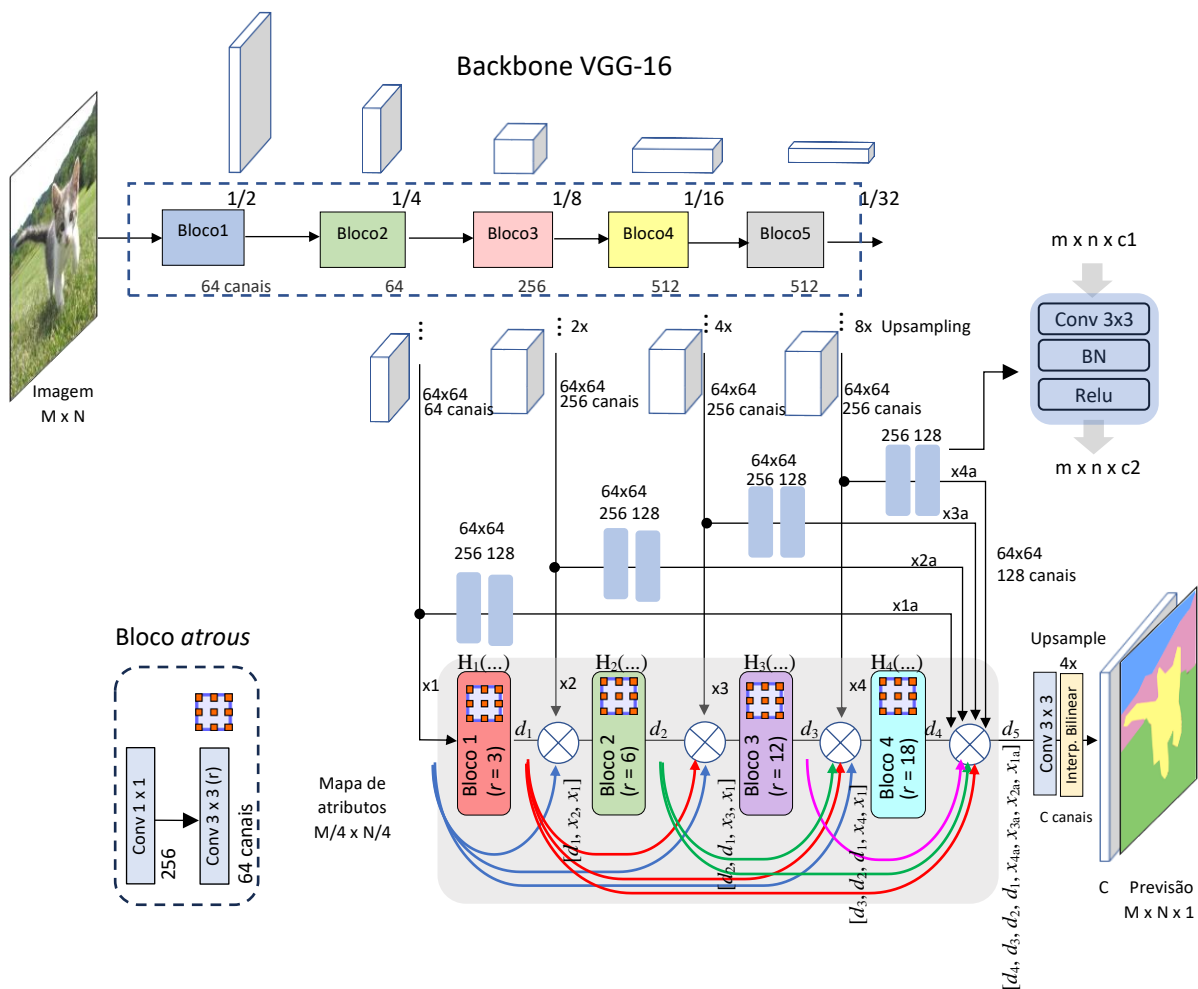 Backbone VGG-16
1/2
1/4
1/8
1/16
1/32
Bloco1
Bloco2
Bloco3
Bloco4
Bloco5
64 canais
64
256
512
512
Imagem
M x N
2x
4x
8x Upsampling
64x64
64 canais
64x64
256 canais
64x64
256 canais
64x64
256 canais
m x n x c1
Conv 3x3
BN
Relu
m x n x c2
256 128
x4a
64x64
256 128
x3a
64x64
256 128
x2a
64x64
256 128
x1a
64x64
128 canais
Bloco atrous
Conv 1 x 1
256
Conv 3 x 3 (r)
64 canais
Mapa de
atributos
M/4 x N/4
H₁(...)
H₂(...)
H₃(...)
H₄(...)
x1
x2
x3
x4
Bloco 1
(r = 3)
Bloco 2
(r = 6)
Bloco 3
(r = 12)
Bloco 4
(r = 18)
d₁
d₂
d₃
d₄
d₅
[d₁, x₂, x₁]
[d₂, d₁, x₃, x₁]
[d₃, d₂, d₁, x₄, x₁]
[d₄, d₃, d₂, d₁, x₄ₐ, x₃ₐ, x₂ₐ, x₁ₐ]
Upsample
4x
Conv 3 x 3
Interp. Bilinear
C canais
C
Previsão
M x N x 1